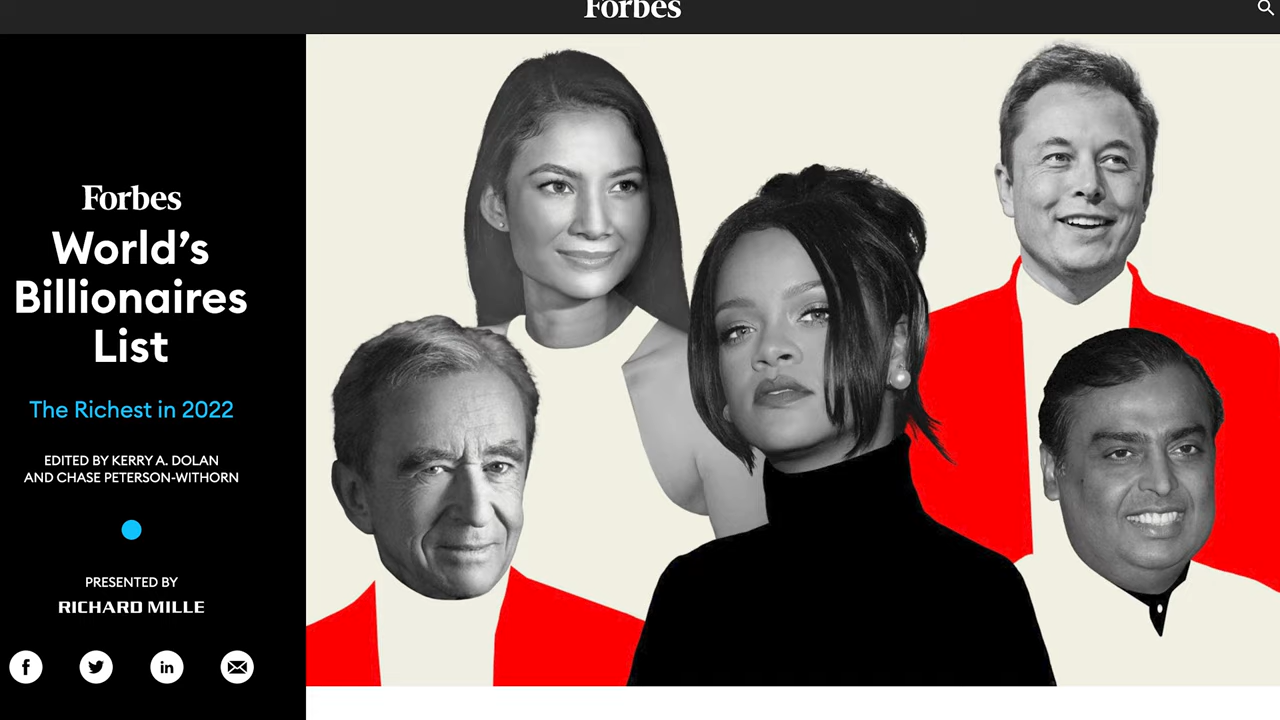 Forbes
Forbes
World's
Billionaires
List
The Richest in 2022
EDITED BY KERRY A. DOLAN
AND CHASE PETERSON-WITHORN
PRESENTED BY
RICHARD MILLE